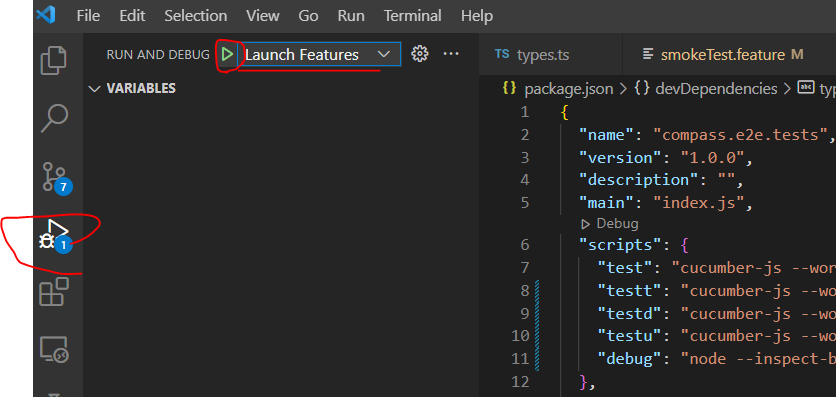 File Edit Selection View Go Run Terminal Help
RUN AND DEBUG Launch Features ...
VARIABLES
7
1
TS types.ts smokeTest.feature M
{} package.json > {} devDependencies > abc ty
1 {
2 "name": "compass.e2e.tests",
3 "version": "1.0.0",
4 "description": "",
5 "main": "index.js",
Debug
6 "scripts": {
7 "test": "cucumber-js --wor
8 "testt": "cucumber-js --wo
9 "testd": "cucumber-js --wo
10 "testu": "cucumber-js --wo
11 "debug": "node --inspect-b
12 },